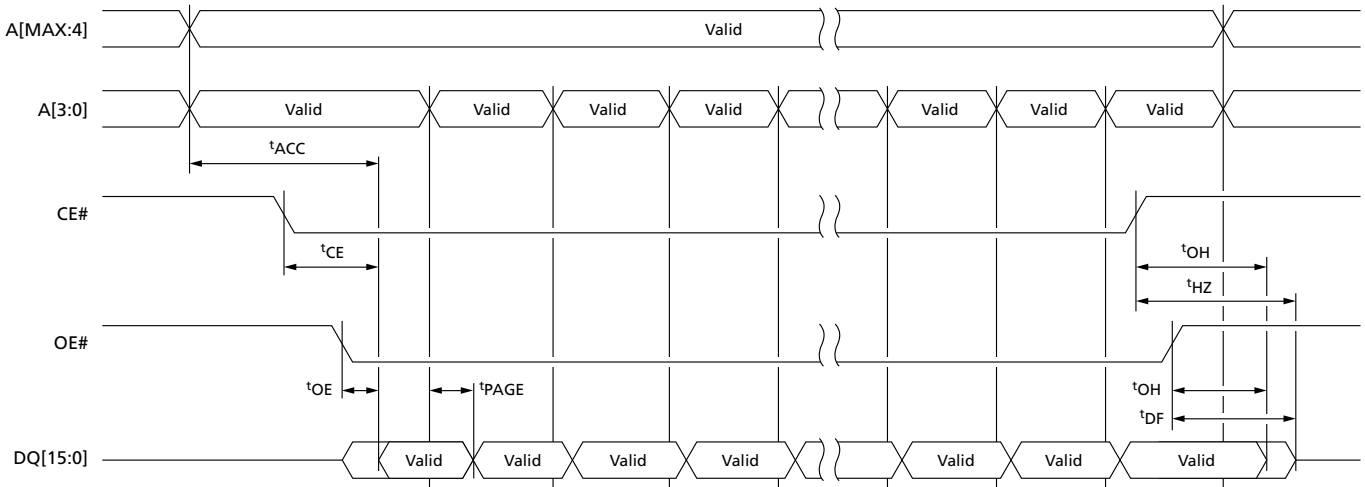 A[MAX:4] Valid
A[3:0] Valid Valid Valid Valid Valid Valid Valid
tACC
CE#
tCE tOH
tHZ
OE#
tOE tPAGE tOH
tDF
DQ[15:0] Valid Valid Valid Valid Valid Valid Valid